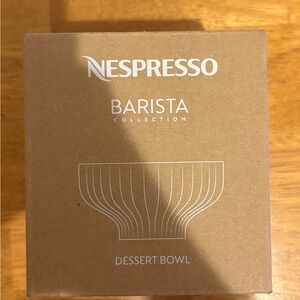 NESPRESSO
BARISTA
COLLECTION
DESSERT BOWL